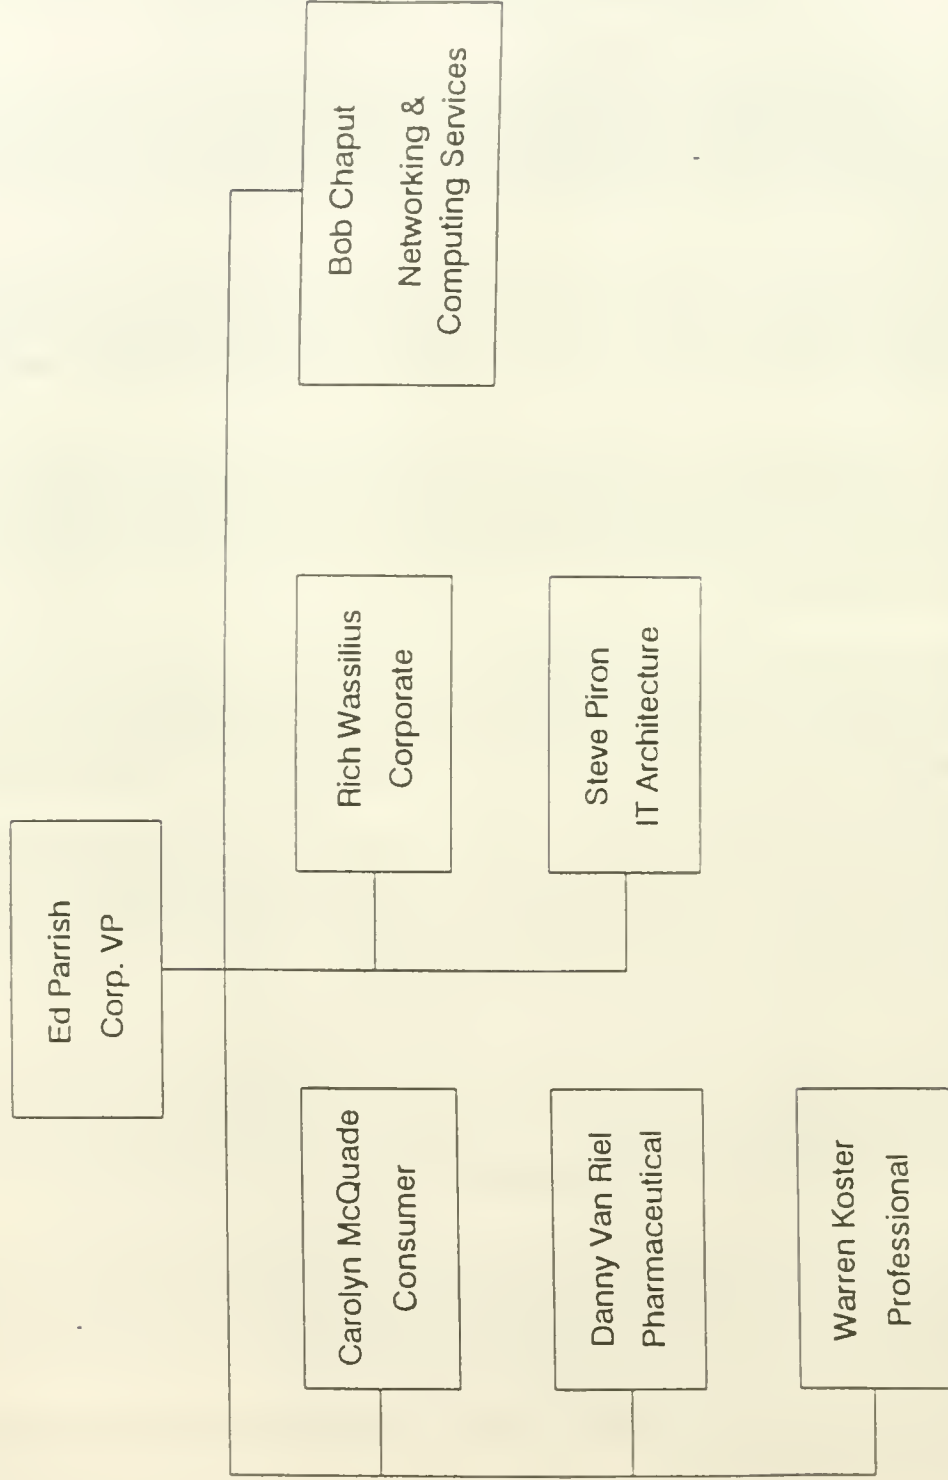 Ed Parrish
Corp. VP
Carolyn McQuade
Consumer
Danny Van Riel
Pharmaceutical
Warren Koster
Professional
Rich Wassilius
Corporate
Steve Piron
IT Architecture
Bob Chaput
Networking &
Computing Services